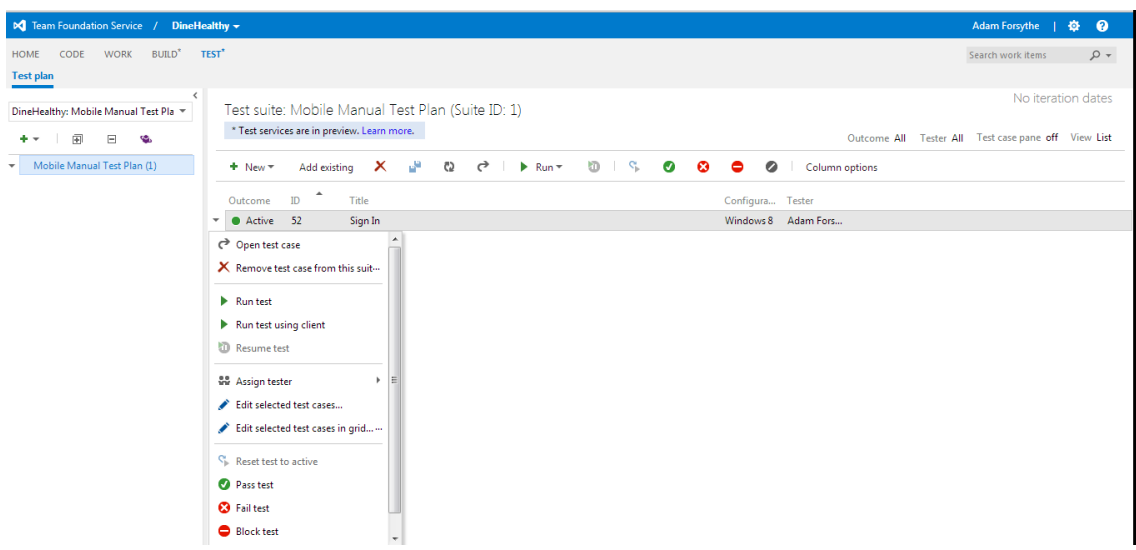 Team Foundation Service / DineHealthy
Adam Forsythe
HOME CODE WORK BUILD* TEST*
Search work items
Test plan
DineHealthy: Mobile Manual Test Pla
Test suite: Mobile Manual Test Plan (Suite ID: 1)
No iteration dates
* Test services are in preview. Learn more.
Outcome All Tester All Test case pane off View List
Mobile Manual Test Plan (1)
New Add existing Run Column options
Outcome ID Title Configura... Tester
Active 52 Sign In Windows 8 Adam Fors...
Open test case
Remove test case from this suit...
Run test
Run test using client
Resume test
Assign tester
Edit selected test cases...
Edit selected test cases in grid... ...
Reset test to active
Pass test
Fail test
Block test